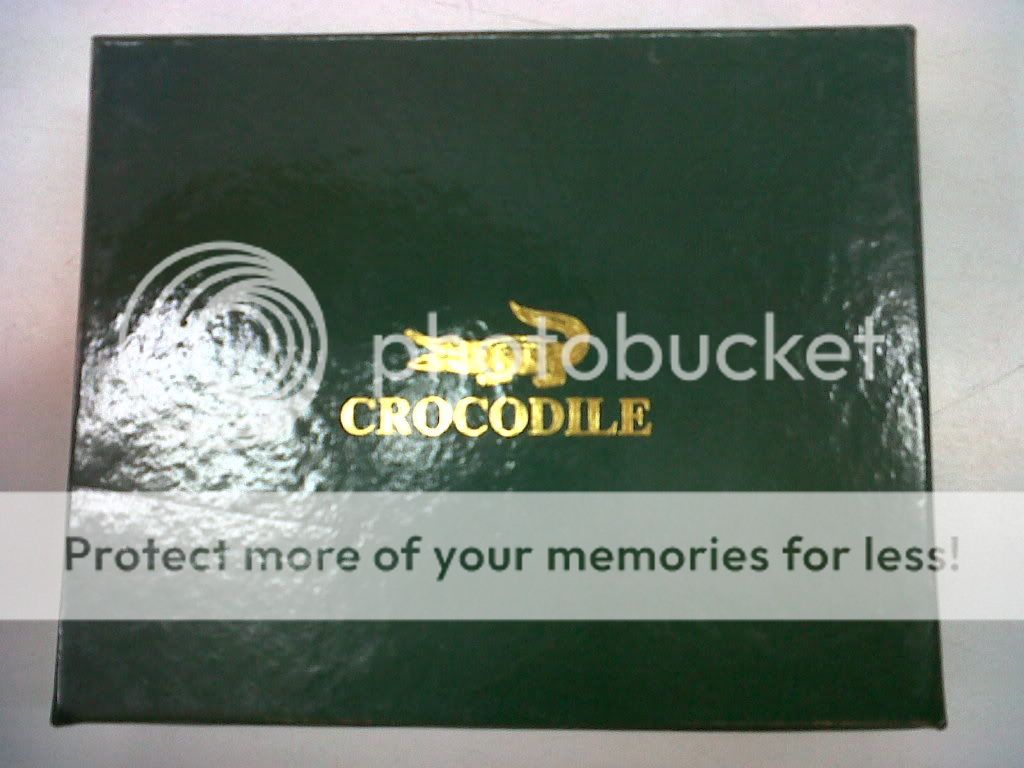 photobucket
CROCODILE
Protect more of your memories for less!